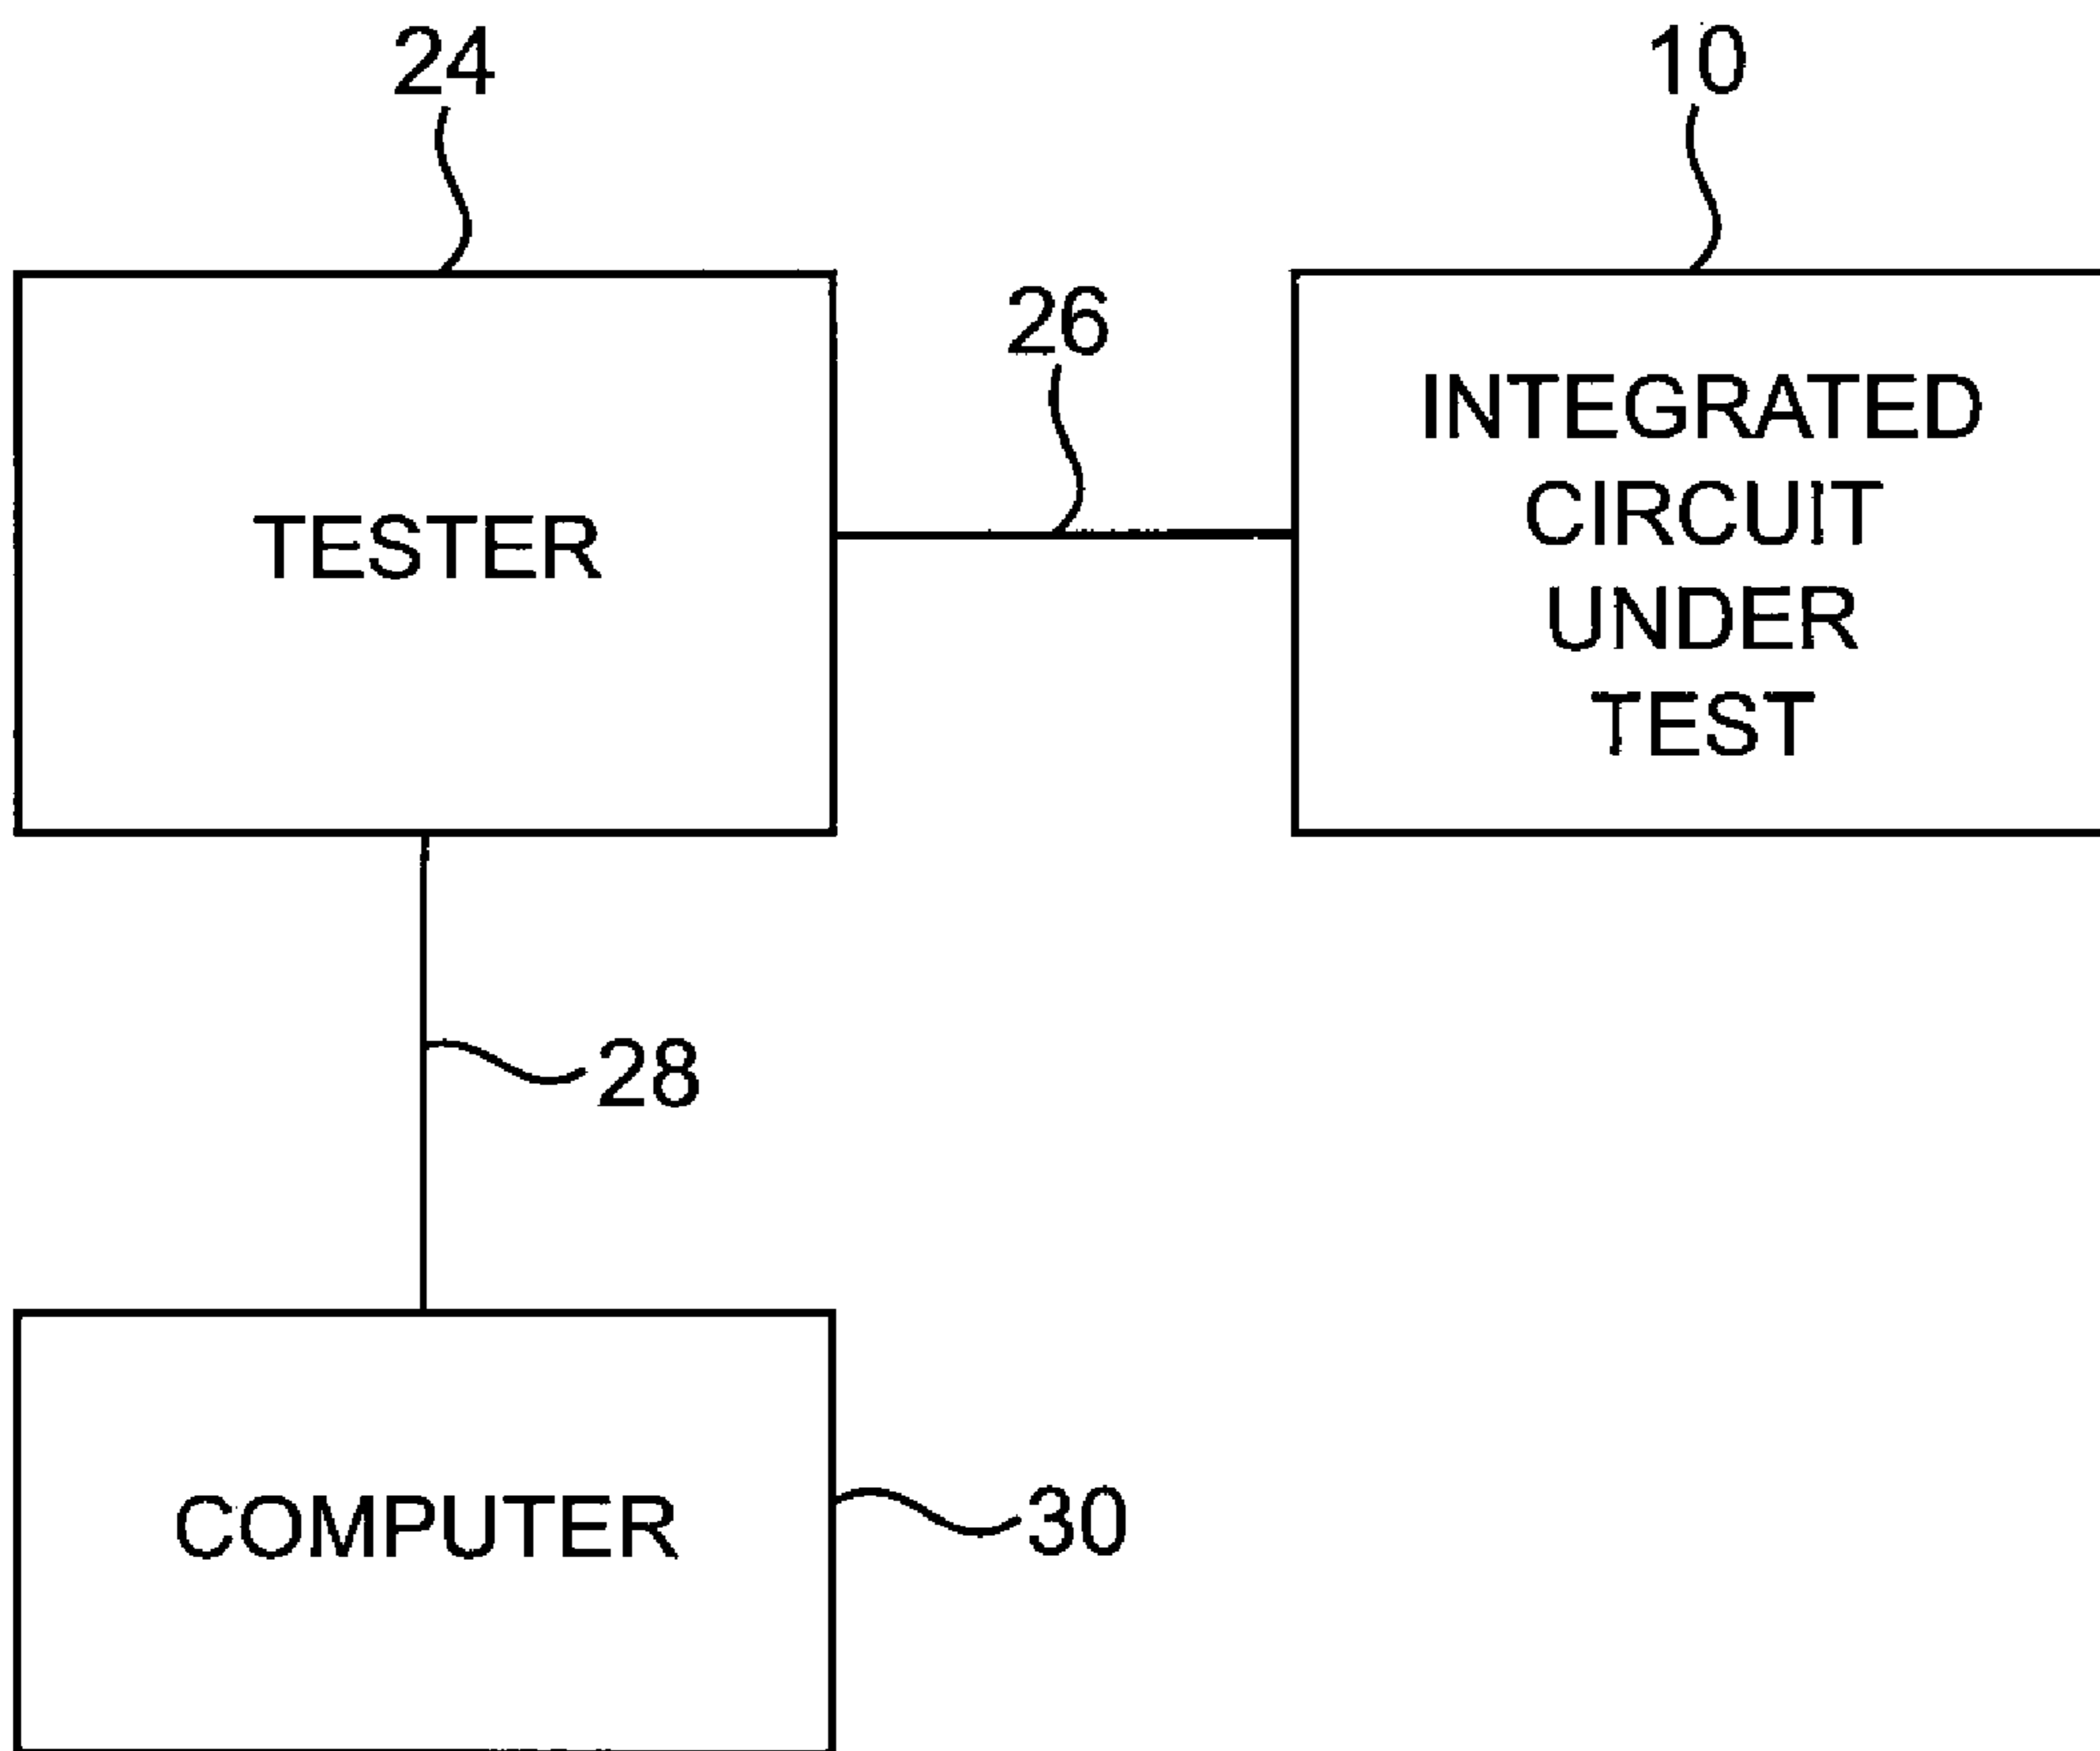 24
10
26
TESTER
INTEGRATED
CIRCUIT
UNDER
TEST
28
COMPUTER
30